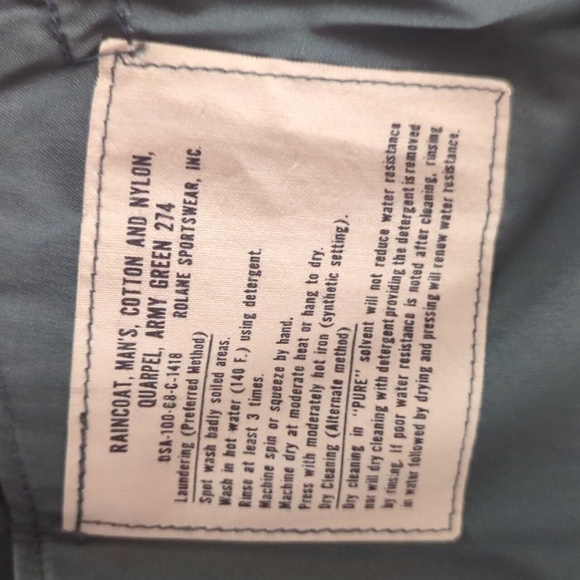 RAINCOAT, MAN'S, COTTON AND NYLON,
QUARPEL, ARMY GREEN 274
DSA-100-68-C-1418 ROLANE SPORTSWEAR, INC.
Laundering (Preferred Method)
Spot wash badly soiled areas.
Wash in hot water (140 F.) using detergent.
Rinse at least 3 times.
Machine spin or squeeze by hand.
Machine dry at moderate heat or hang to dry.
Press with moderately hot iron (synthetic setting).
Dry Cleaning (Alternate method)
Dry cleaning in "PURE" solvent will not reduce water resistance
nor will dry cleaning with detergent providing the detergent is removed
by rinsing. If poor water resistance is noted after cleaning, rinsing
in water followed by drying and pressing will renew water resistance.